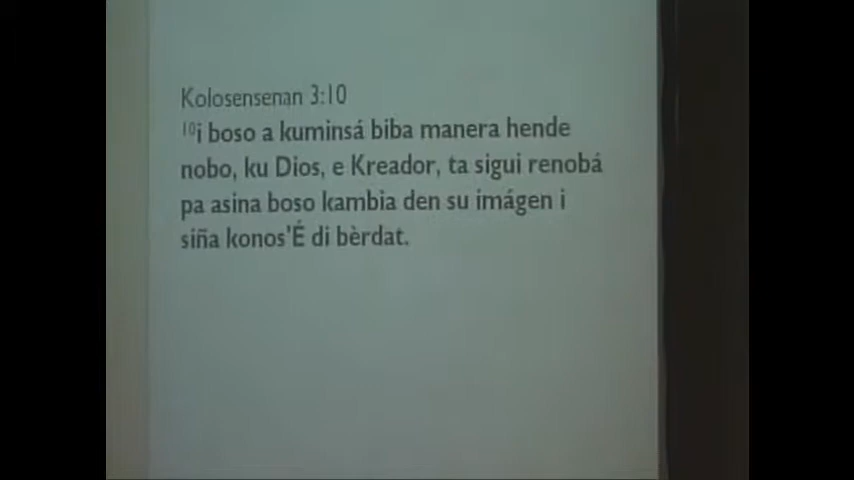 Kolosensenan 3:10
¹⁰i boso a kuminsá biba manera hende
nobo, ku Dios, e Kreador, ta sigui renobá
pa asina boso kambia den su imágen i
siña konos'É di bèrdat.